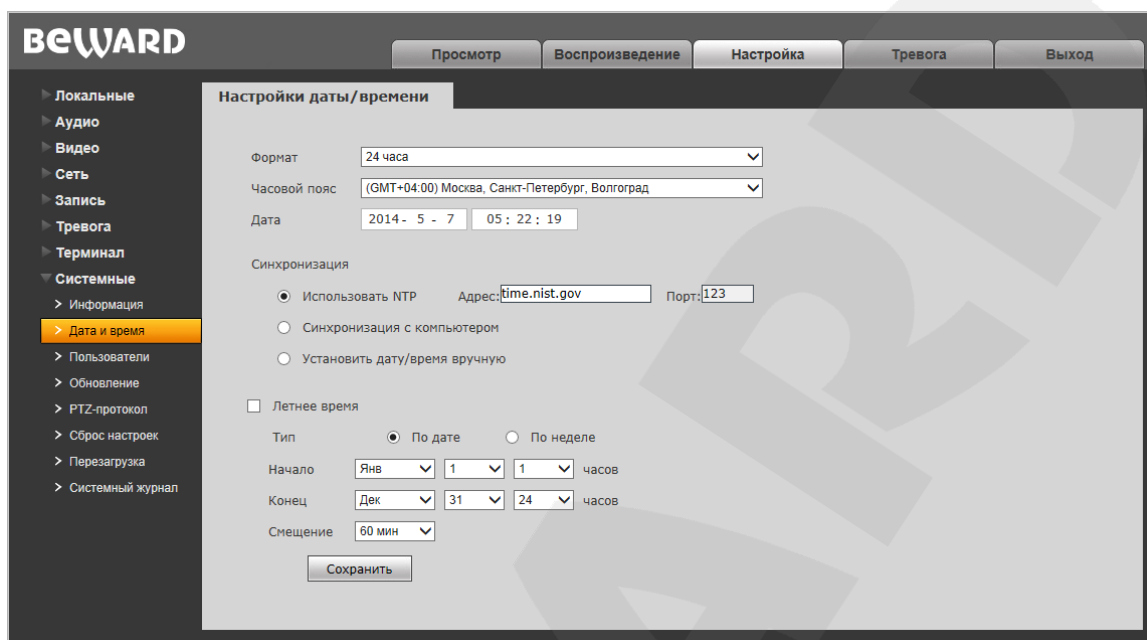 BEWARD
Просмотр Воспроизведение Настройка Тревога Выход
Локальные
Аудио
Видео
Сеть
Запись
Тревога
Терминал
Системные
> Информация
> Дата и время
> Пользователи
> Обновление
> PTZ-протокол
> Сброс настроек
> Перезагрузка
> Системный журнал
Настройки даты/времени
Формат 24 часа
Часовой пояс (GMT+04:00) Москва, Санкт-Петербург, Волгоград
Дата 2014- 5 - 7 05: 22: 19
Синхронизация
Использовать NTP Адрес: time.nist.gov Порт: 123
Синхронизация с компьютером
Установить дату/время вручную
Летнее время
Тип По дате По неделе
Начало Янв 1 1 часов
Конец Дек 31 24 часов
Смещение 60 мин
Сохранить
ARD